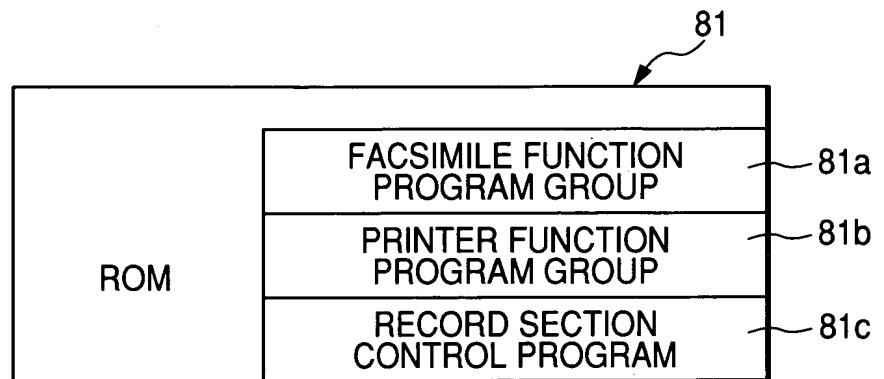 81
FACSIMILE FUNCTION
PROGRAM GROUP
81a
PRINTER FUNCTION
PROGRAM GROUP
81b
ROM
RECORD SECTION
CONTROL PROGRAM
81c